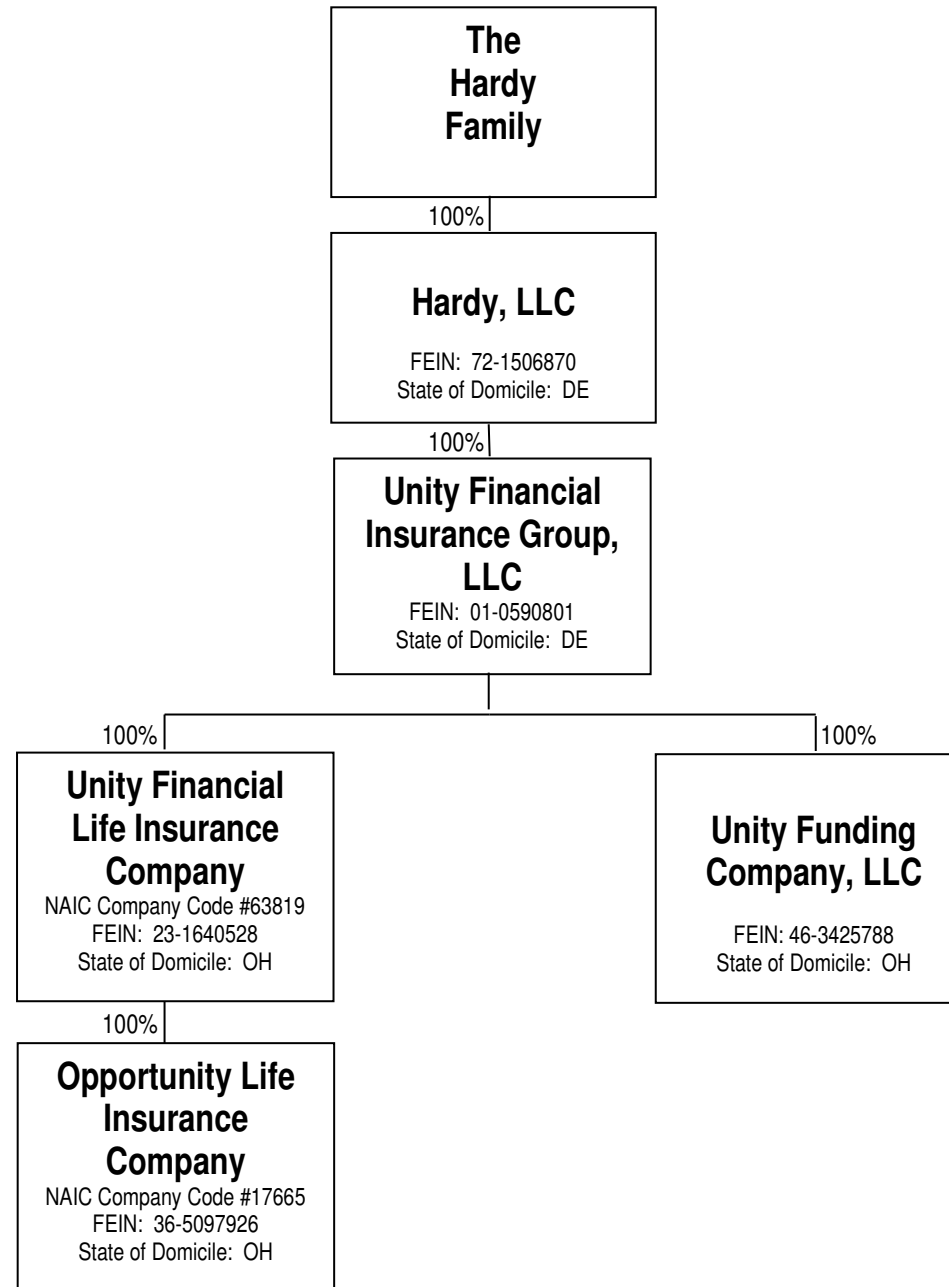 The
Hardy
Family
100%
Hardy, LLC
FEIN: 72-1506870
State of Domicile: DE
100%
Unity Financial
Insurance Group,
LLC
FEIN: 01-0590801
State of Domicile: DE
100%
Unity Financial
Life Insurance
Company
NAIC Company Code #63819
FEIN: 23-1640528
State of Domicile: OH
100%
Unity Funding
Company, LLC
FEIN: 46-3425788
State of Domicile: OH
100%
Opportunity Life
Insurance
Company
NAIC Company Code #17665
FEIN: 36-5097926
State of Domicile: OH